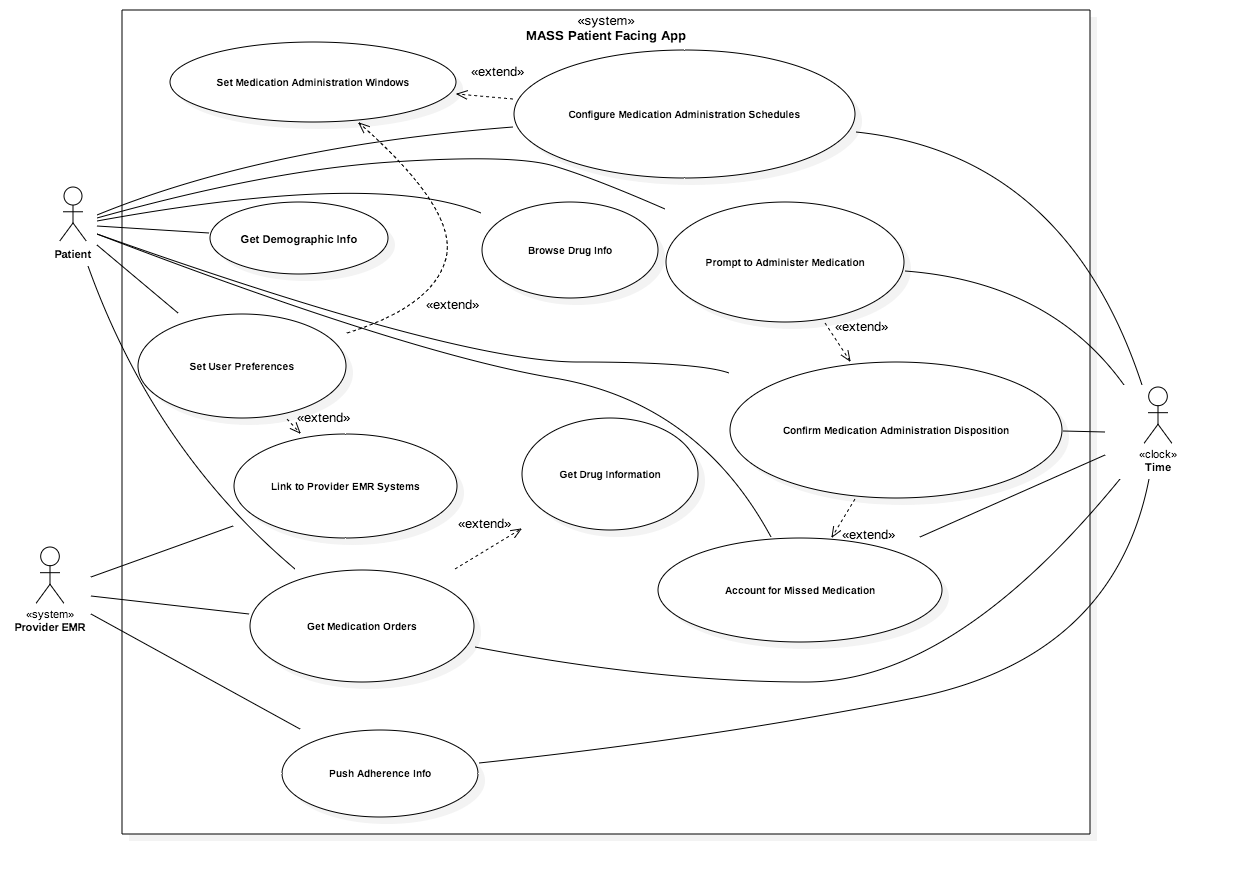 «system»
MASS Patient Facing App
«extend»
Set Medication Administration Windows
Configure Medication Administration Schedules
Patient
Get Demographic Info
Browse Drug Info
Prompt to Administer Medication
«extend»
«extend»
Set User Preferences
«extend»
Confirm Medication Administration Disposition
«clock»
Time
Get Drug Information
Link to Provider EMR Systems
«extend»
«extend»
Account for Missed Medication
«system»
Provider EMR
Get Medication Orders
Push Adherence Info